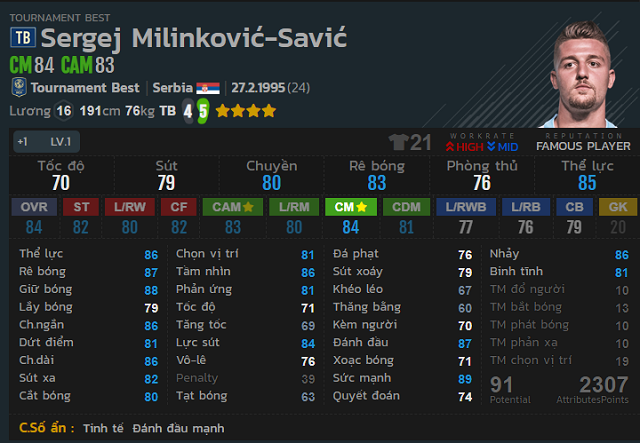 TOURNAMENT BEST
TB Sergej Milinković-Savić
CM 84 CAM 83
Tournament Best | Serbia | 27.2.1995 (24)
Lương 16 191cm 76kg TB 4 5
+1 LV.1
21 WORKRATE HIGH MID REPUTATION FAMOUS PLAYER
Tốc độ Sút Chuyền Rê bóng Phòng thủ Thể lực
70 79 80 83 76 85
OVR ST L/RW CF CAM L/RM CM CDM L/RWB L/RB CB GK
84 82 80 82 83 80 84 81 77 76 79 20
Thể lực 86 Chọn vị trí 81 Đá phạt 76 Nhảy 86
Rê bóng 87 Tầm nhìn 86 Sút xoáy 79 Bình tĩnh 81
Giữ bóng 88 Phản ứng 81 Khéo léo 67 TM đổ người 10
Lấy bóng 79 Tốc độ 71 Thăng bằng 60 TM bắt bóng 13
Ch.ngắn 86 Tăng tốc 69 Kèm người 70 TM phát bóng 10
Dứt điểm 81 Lực sút 84 Đánh đầu 87 TM phản xạ 10
Ch.dài 86 Vô-lê 76 Xoạc bóng 71 TM chọn vị trí 19
Sút xa 82 Penalty 39 Sức mạnh 89 91 2307
Cắt bóng 80 Tạt bóng 63 Quyết đoán 74 Potential AttributesPoints
C.Số ẩn : Tinh tế Đánh đầu mạnh